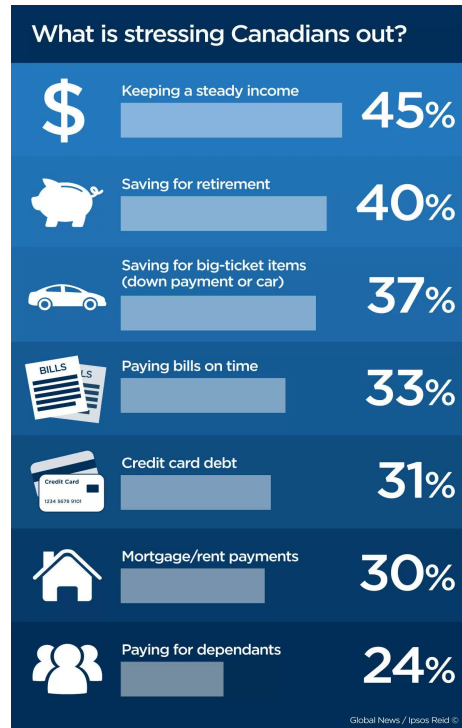 What is stressing Canadians out?
Keeping a steady income
45%
Saving for retirement
40%
Saving for big-ticket items
(down payment or car)
37%
BILLS
LS
Paying bills on time
33%
Credit Card
1234 5678 9101
Credit card debt
31%
Mortgage/rent payments
30%
Paying for dependants
24%
Global News / Ipsos Reid ©